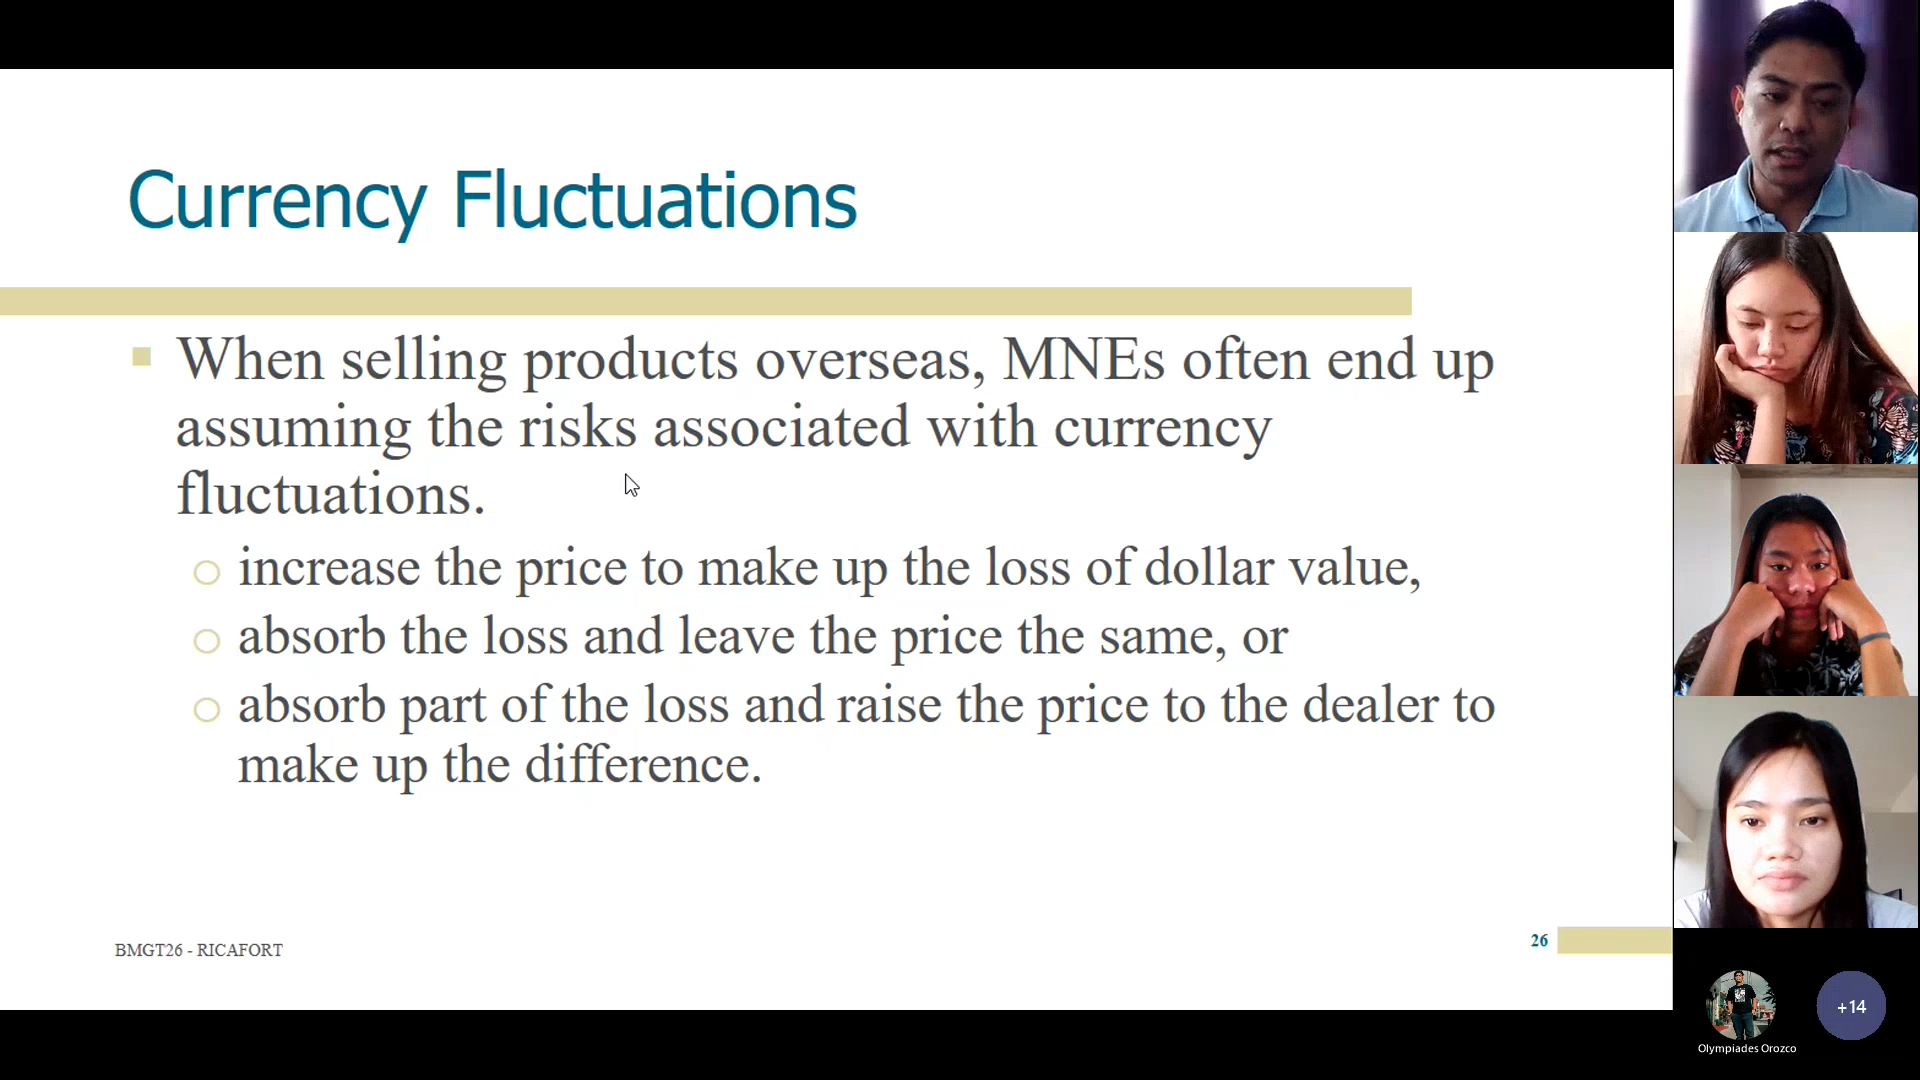 Currency Fluctuations
When selling products overseas, MNEs often end up
assuming the risks associated with currency
fluctuations.
increase the price to make up the loss of dollar value,
absorb the loss and leave the price the same, or
absorb part of the loss and raise the price to the dealer to
make up the difference.
BMGT26 - RICAFORT
26
+14
Olympiades Orozco